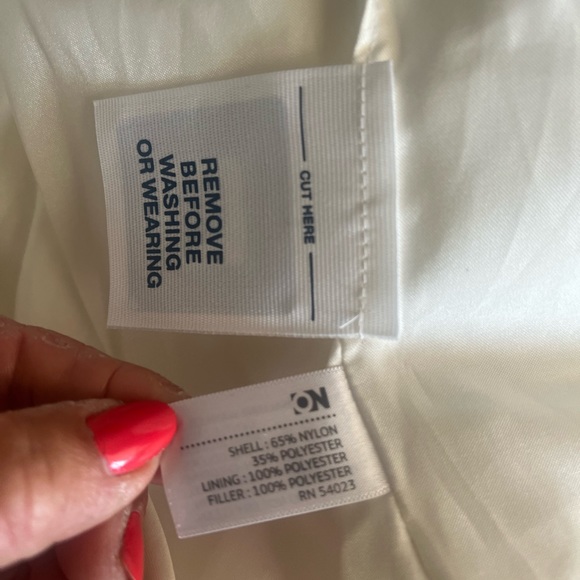 REMOVE
BEFORE
WASHING
OR WEARING
CUT HERE
ON
SHELL : 65% NYLON
35% POLYESTER
LINING : 100% POLYESTER
FILLER : 100% POLYESTER
RN 54023